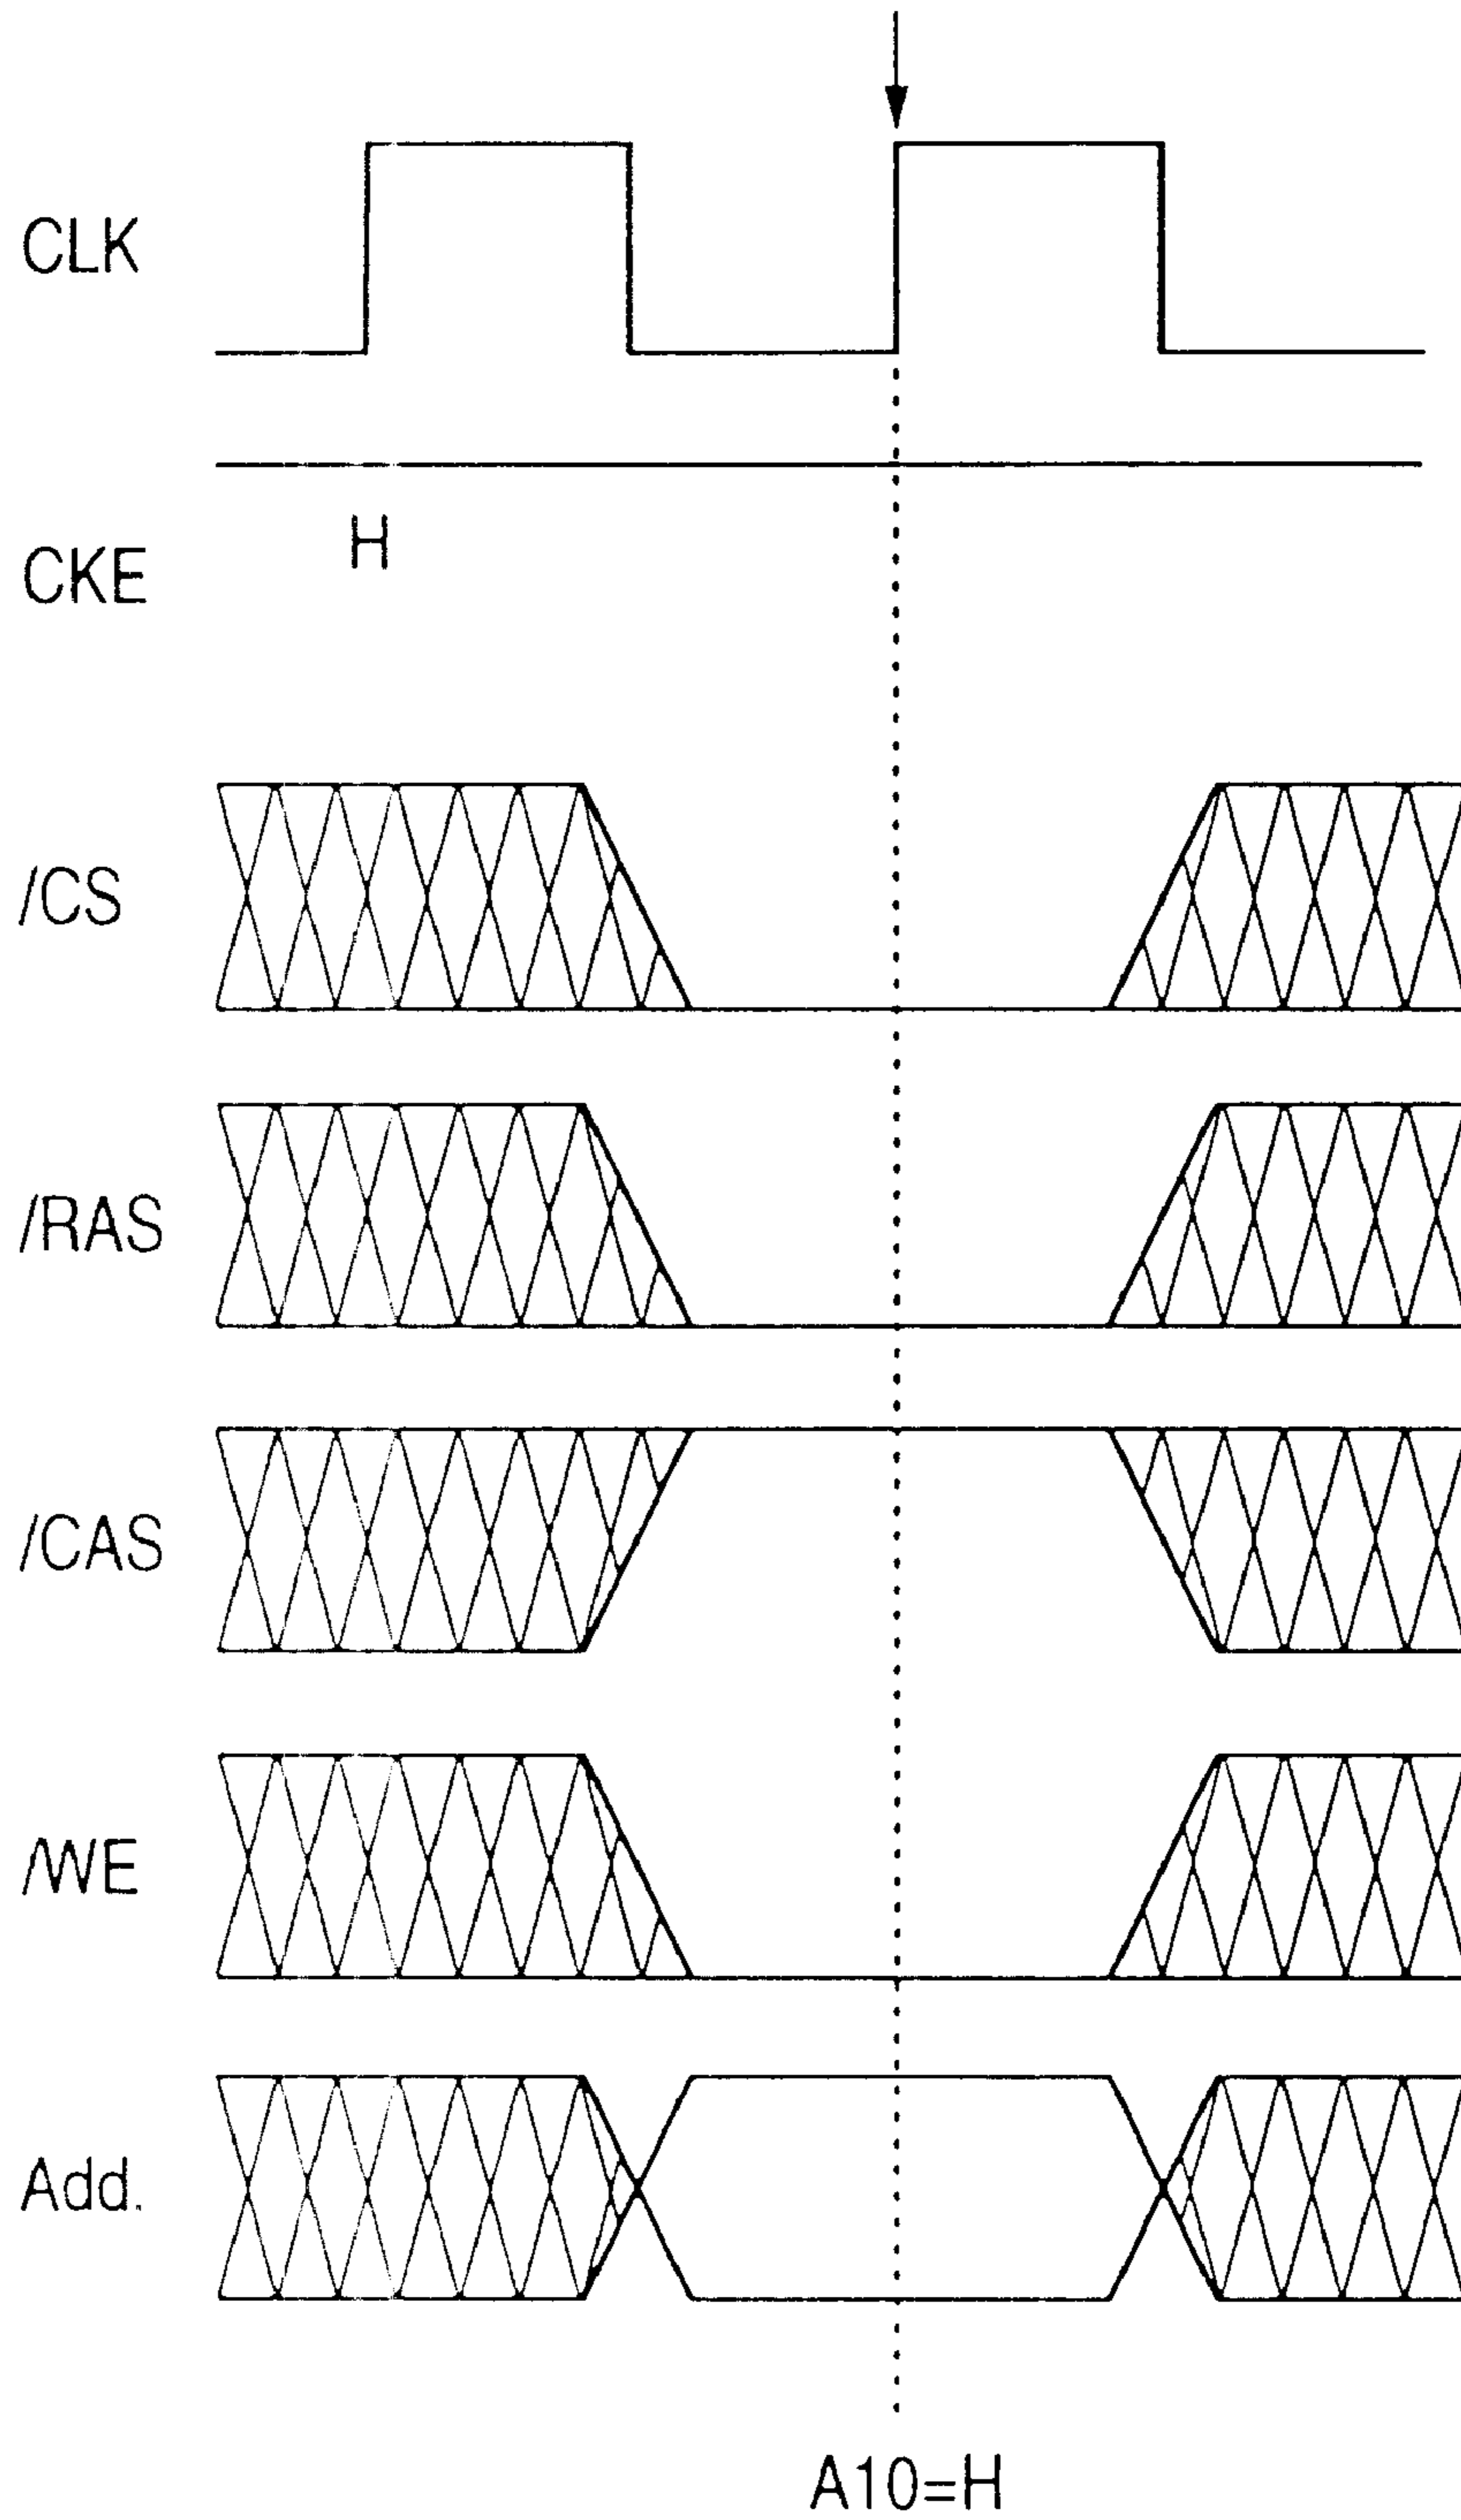 CLK
H
CKE
/CS
/RAS
/CAS
/WE
Add.
A10=H